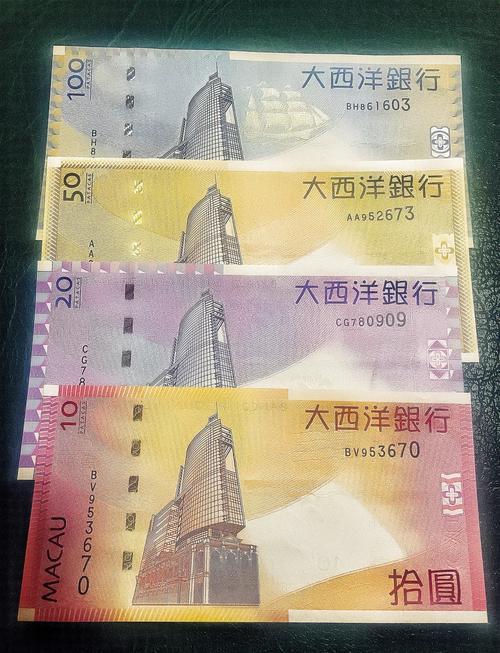 100
PATACAS
大西洋銀行
BH861603
BH8
50
PATACAS
大西洋銀行
AA952673
AA
20
PATACAS
大西洋銀行
CG780909
CG78
10
PATACAS
大西洋銀行
BV953670
BV953670
MACAU
拾圓